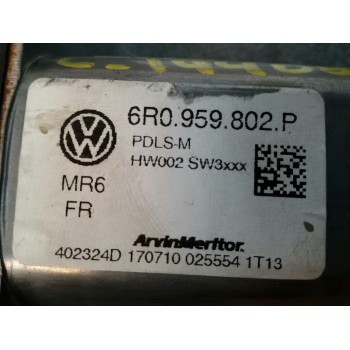 6R0.959.802.P
PDLS-M
HW002 SW3xxx
MR6
FR
ArvinMeritor.
402324D 170710 025554 1T13